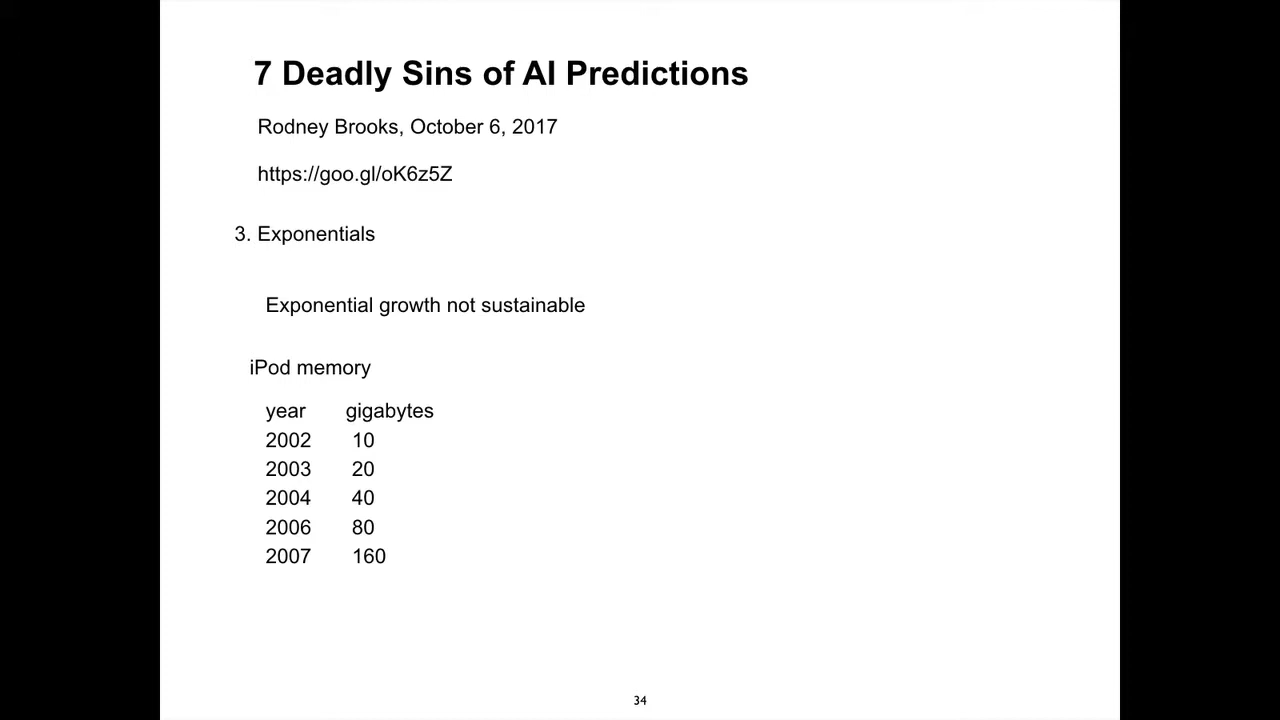 7 Deadly Sins of AI Predictions
Rodney Brooks, October 6, 2017
https://goo.gl/oK6z5Z
3. Exponentials
Exponential growth not sustainable
iPod memory
year gigabytes
2002 10
2003 20
2004 40
2006 80
2007 160
34